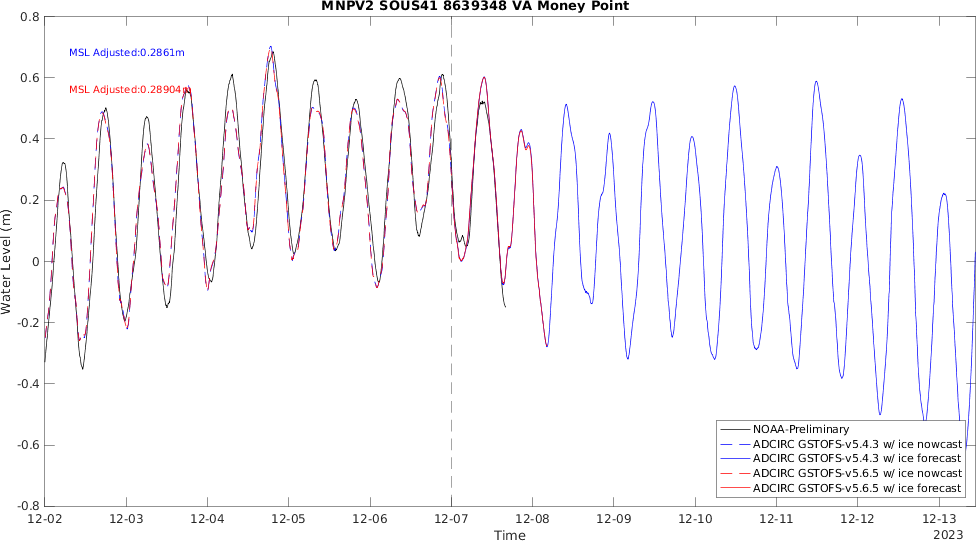 MNPV2 SOUS41 8639348 VA Money Point
0.8
0.6
0.4
0.2
0
-0.2
-0.4
-0.6
-0.8
Water Level (m)
MSL Adjusted:0.2861m
MSL Adjusted:0.28904
NOAA-Preliminary
ADCIRC GSTOFS-v5.4.3 w/ ice nowcast
ADCIRC GSTOFS-v5.4.3 w/ ice forecast
ADCIRC GSTOFS-v5.6.5 w/ ice nowcast
ADCIRC GSTOFS-v5.6.5 w/ ice forecast
12-02 12-03 12-04 12-05 12-06 12-07 12-08 12-09 12-10 12-11 12-12 12-13
Time
2023